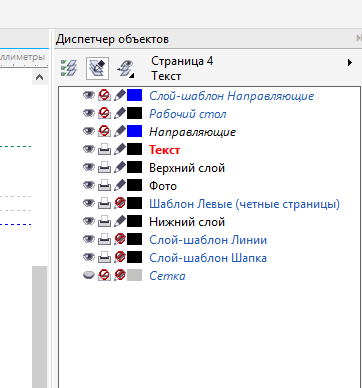 Диспетчер объектов
ллиметры
Страница 4
Текст
Слой-шаблон Направляющие
Рабочий стол
Направляющие
Текст
Верхний слой
Фото
Шаблон Левые (четные страницы)
Нижний слой
Слой-шаблон Линии
Слой-шаблон Шапка
Сетка